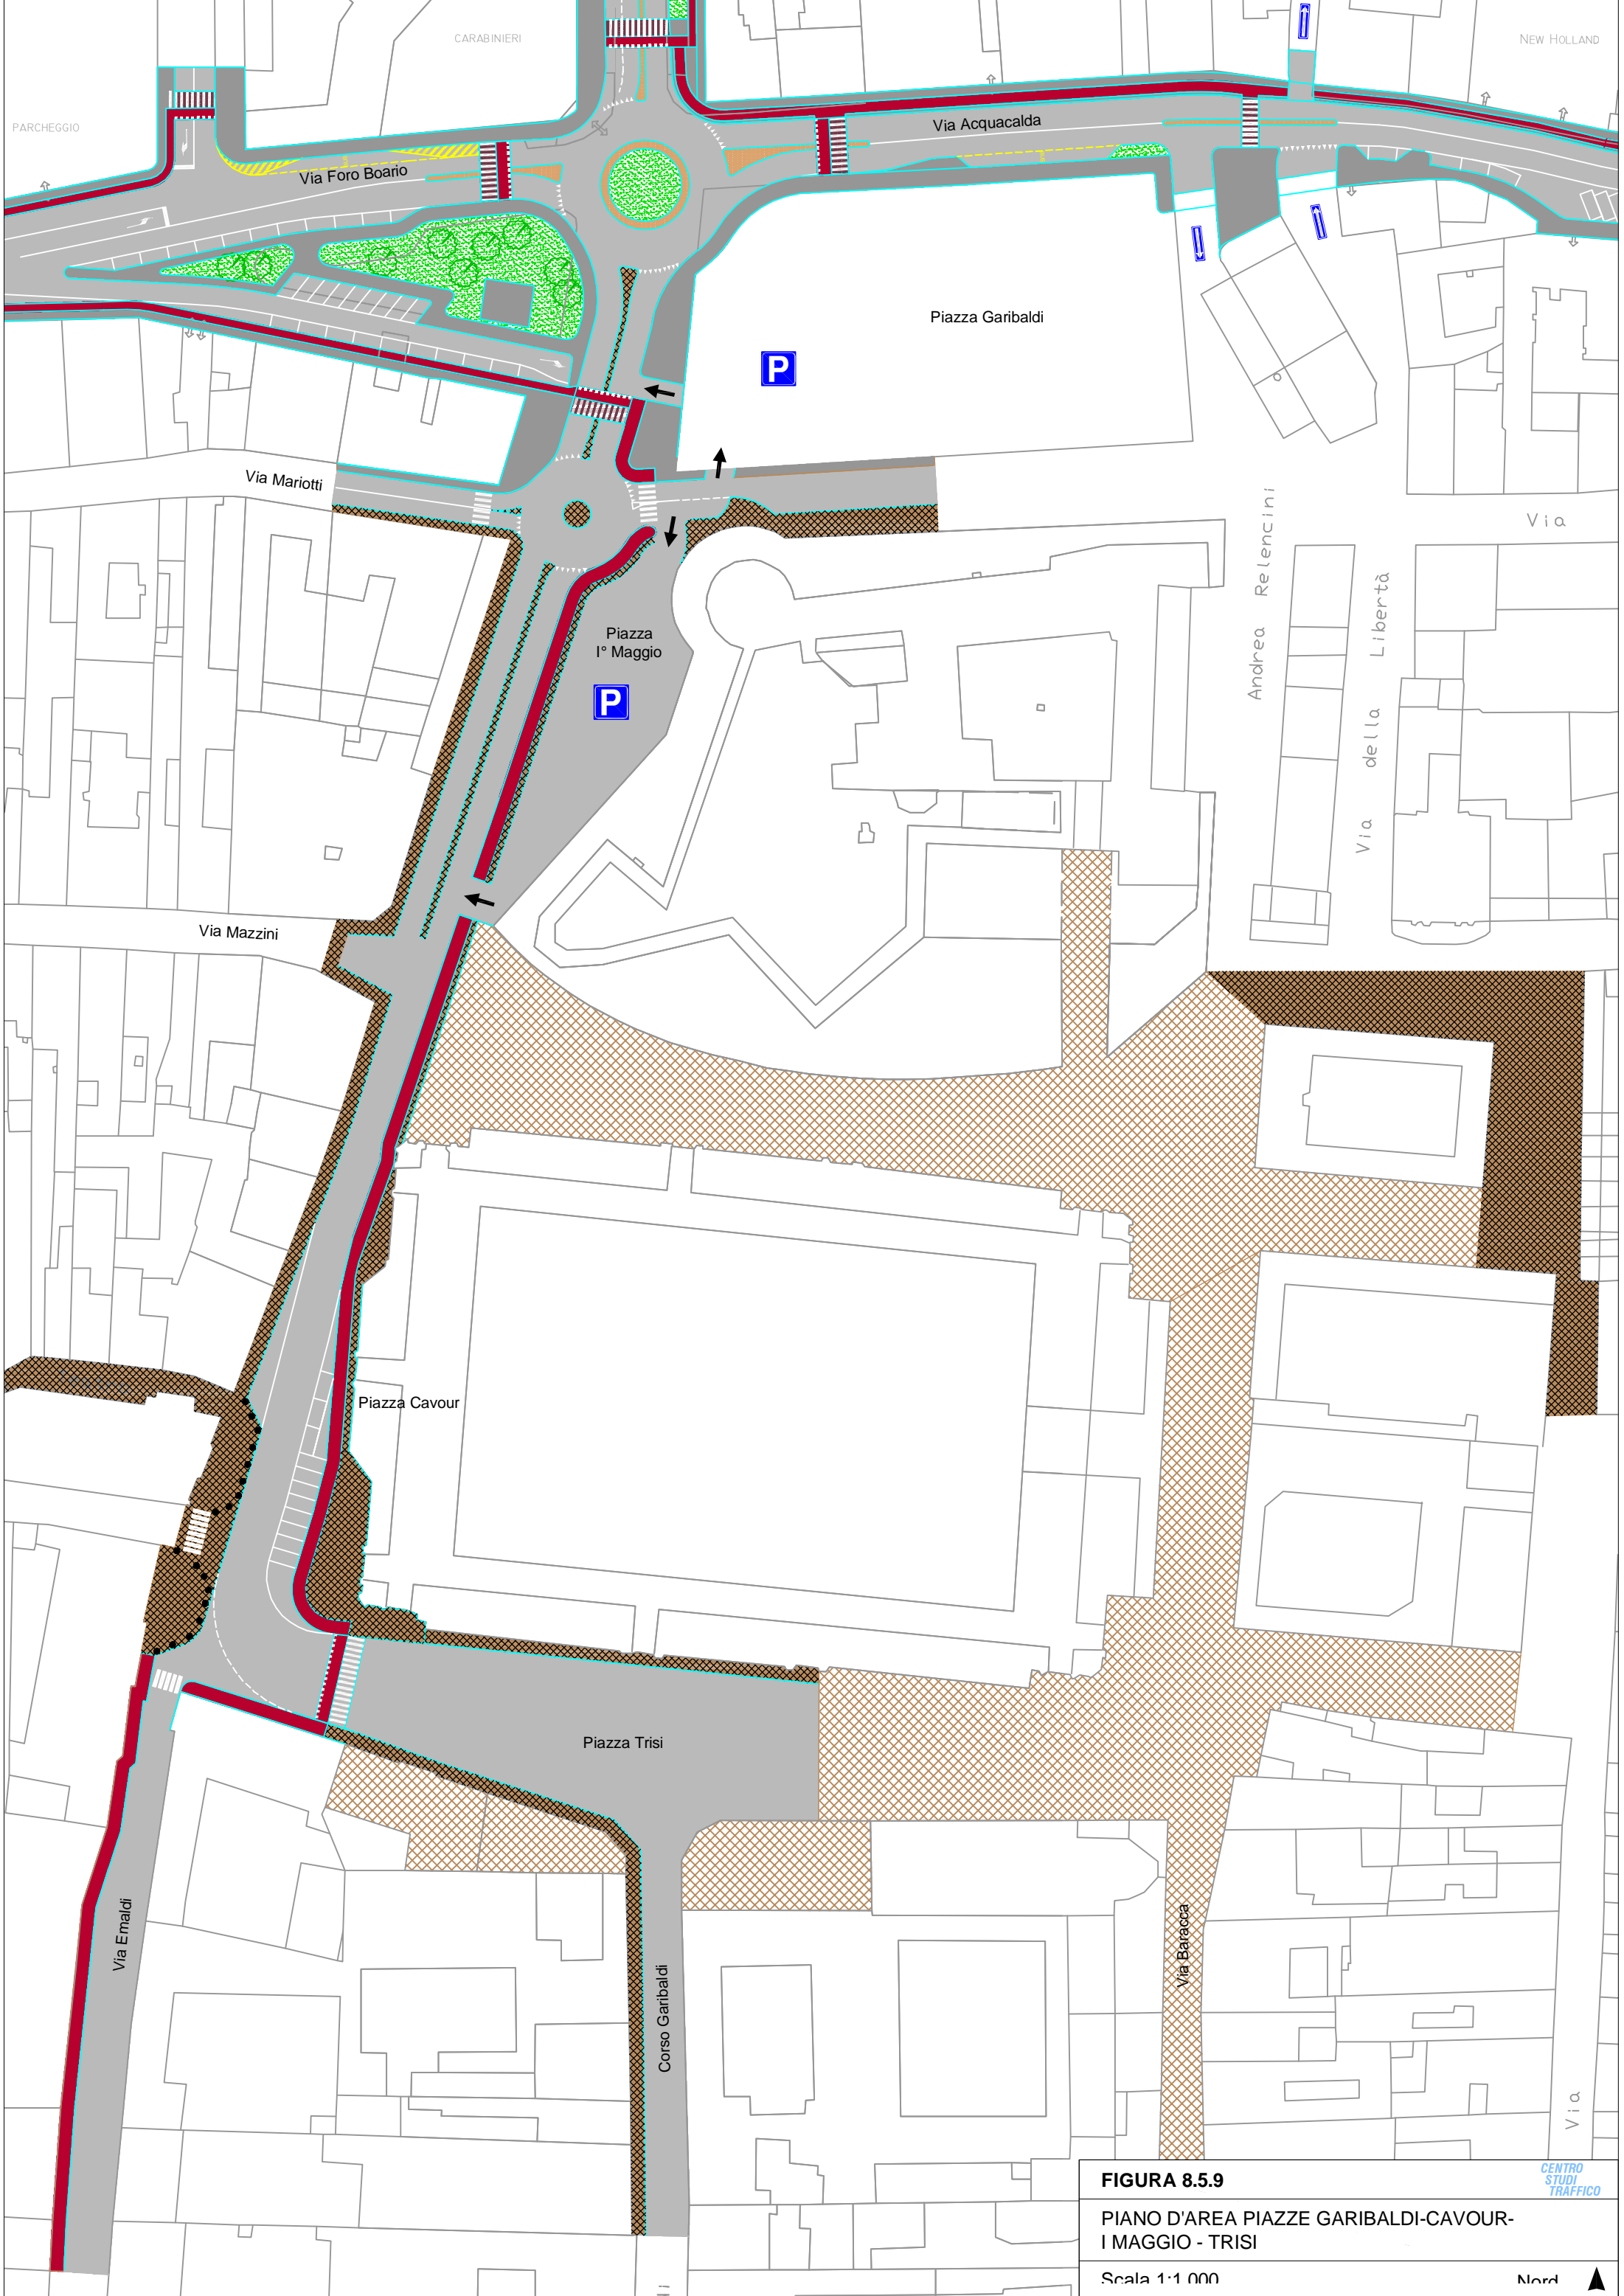 CARABINIERI
NEW HOLLAND
PARCHEGGIO
Via Acquacalda
Via Foro Boario
Piazza Garibaldi
P
Via Mariotti
Andrea Relencini
Via
Via della Libertà
Piazza
I° Maggio
P
Via Mazzini
Piazza Cavour
Piazza Trisi
Via Emaldi
Corso Garibaldi
Via Baracca
Via
FIGURA 8.5.9
CENTRO
STUDI
TRAFFICO
PIANO D'AREA PIAZZE GARIBALDI-CAVOUR-
I MAGGIO - TRISI
Scala 1:1.000
Nord